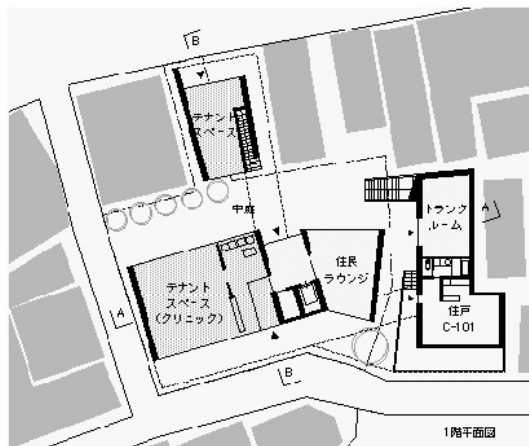 B
テナント
スペース
中庭
トランク
ルーム
A
住民
ラウンジ
テナント
スペース
(クリニック)
A
住戸
C-101
B
1階平面図